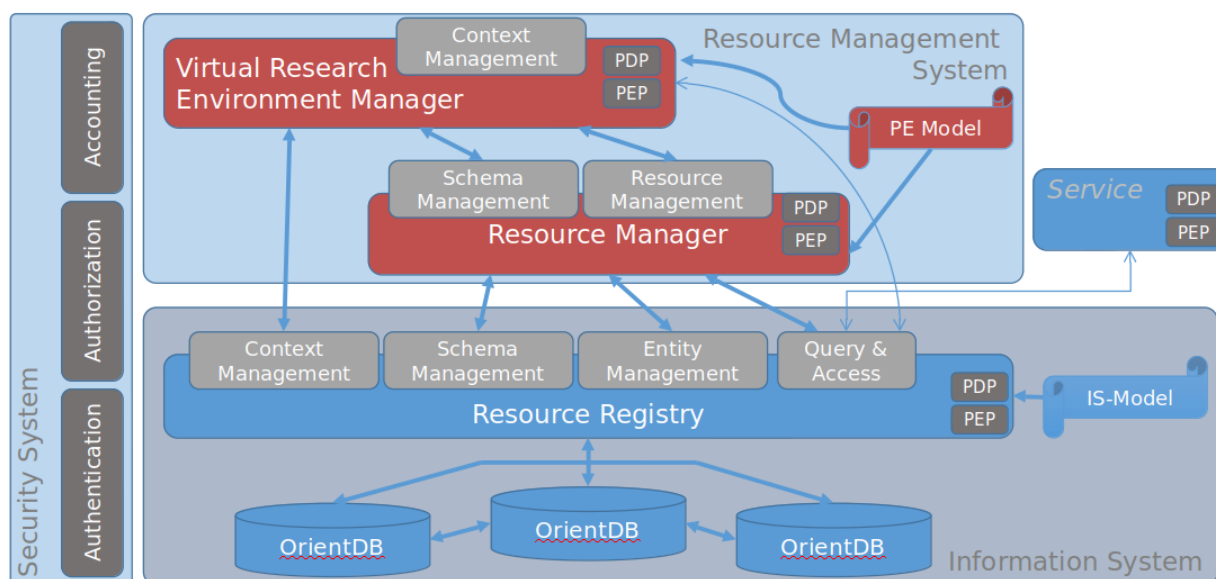 Security System
Accounting
Authorization
Authentication
Resource Management
System
Context
Management
Virtual Research
Environment Manager
PDP
PEP
PE Model
Schema
Management
Resource
Management
Resource Manager
PDP
PEP
Service
PDP
PEP
Context
Management
Schema
Management
Entity
Management
Query &
Access
Resource Registry
PDP
PEP
IS-Model
OrientDB
OrientDB
OrientDB
Information System